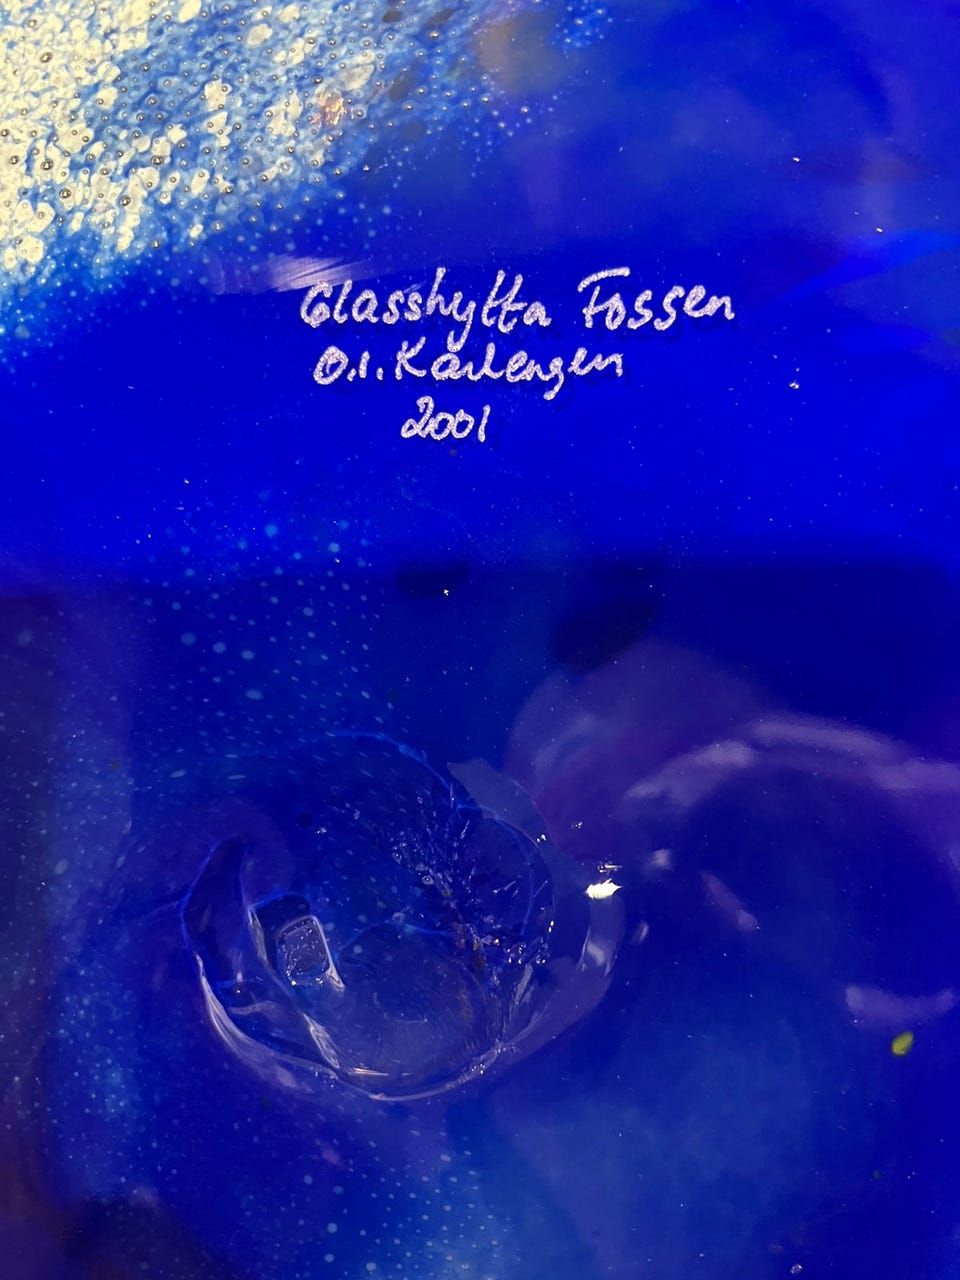 Glasshytta Fossen
O.I. Karlengen
2001